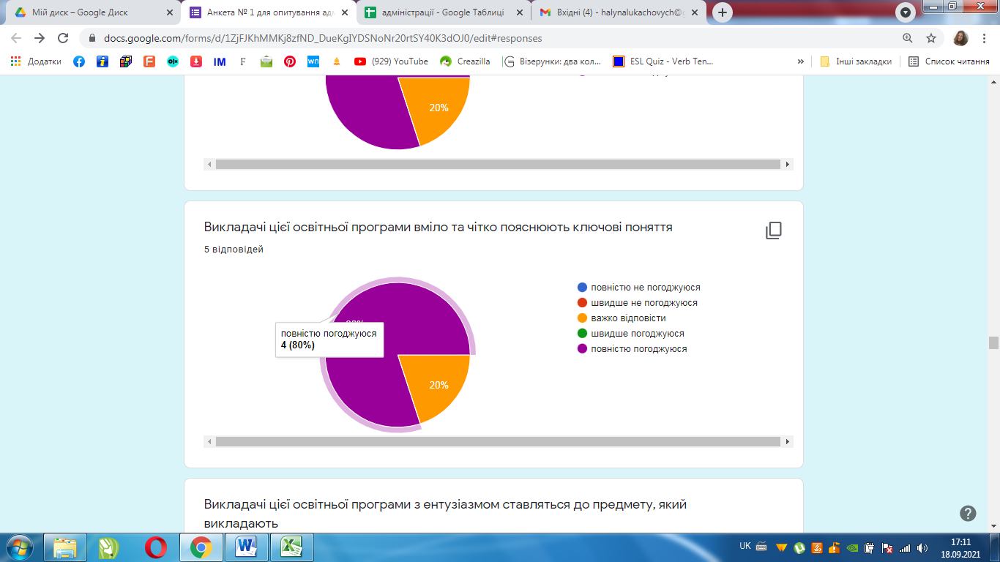 Мій диск – Google Диск
Анкета № 1 для опитування ад
адміністрації - Google Таблиці
Вхідні (4) - halynalukachovych@
docs.google.com/forms/d/1ZjFJKhMMKj8zfND_DueKgIYDSNoNr20rtSY40K3dOJ0/edit#responses
Додатки
IM
F
wn
(929) YouTube
Creazilla
Візерунки: два кол...
ESL Quiz - Verb Ten...
»
Інші закладки
Список читання
20%
Викладачі цієї освітньої програми вміло та чітко пояснюють ключові поняття
5 відповідей
повністю погоджуюся
4 (80%)
20%
повністю не погоджуюся
швидше не погоджуюся
важко відповісти
швидше погоджуюся
повністю погоджуюся
Викладачі цієї освітньої програми з ентузіазмом ставляться до предмету, який
викладають
UK
17:11
18.09.2021